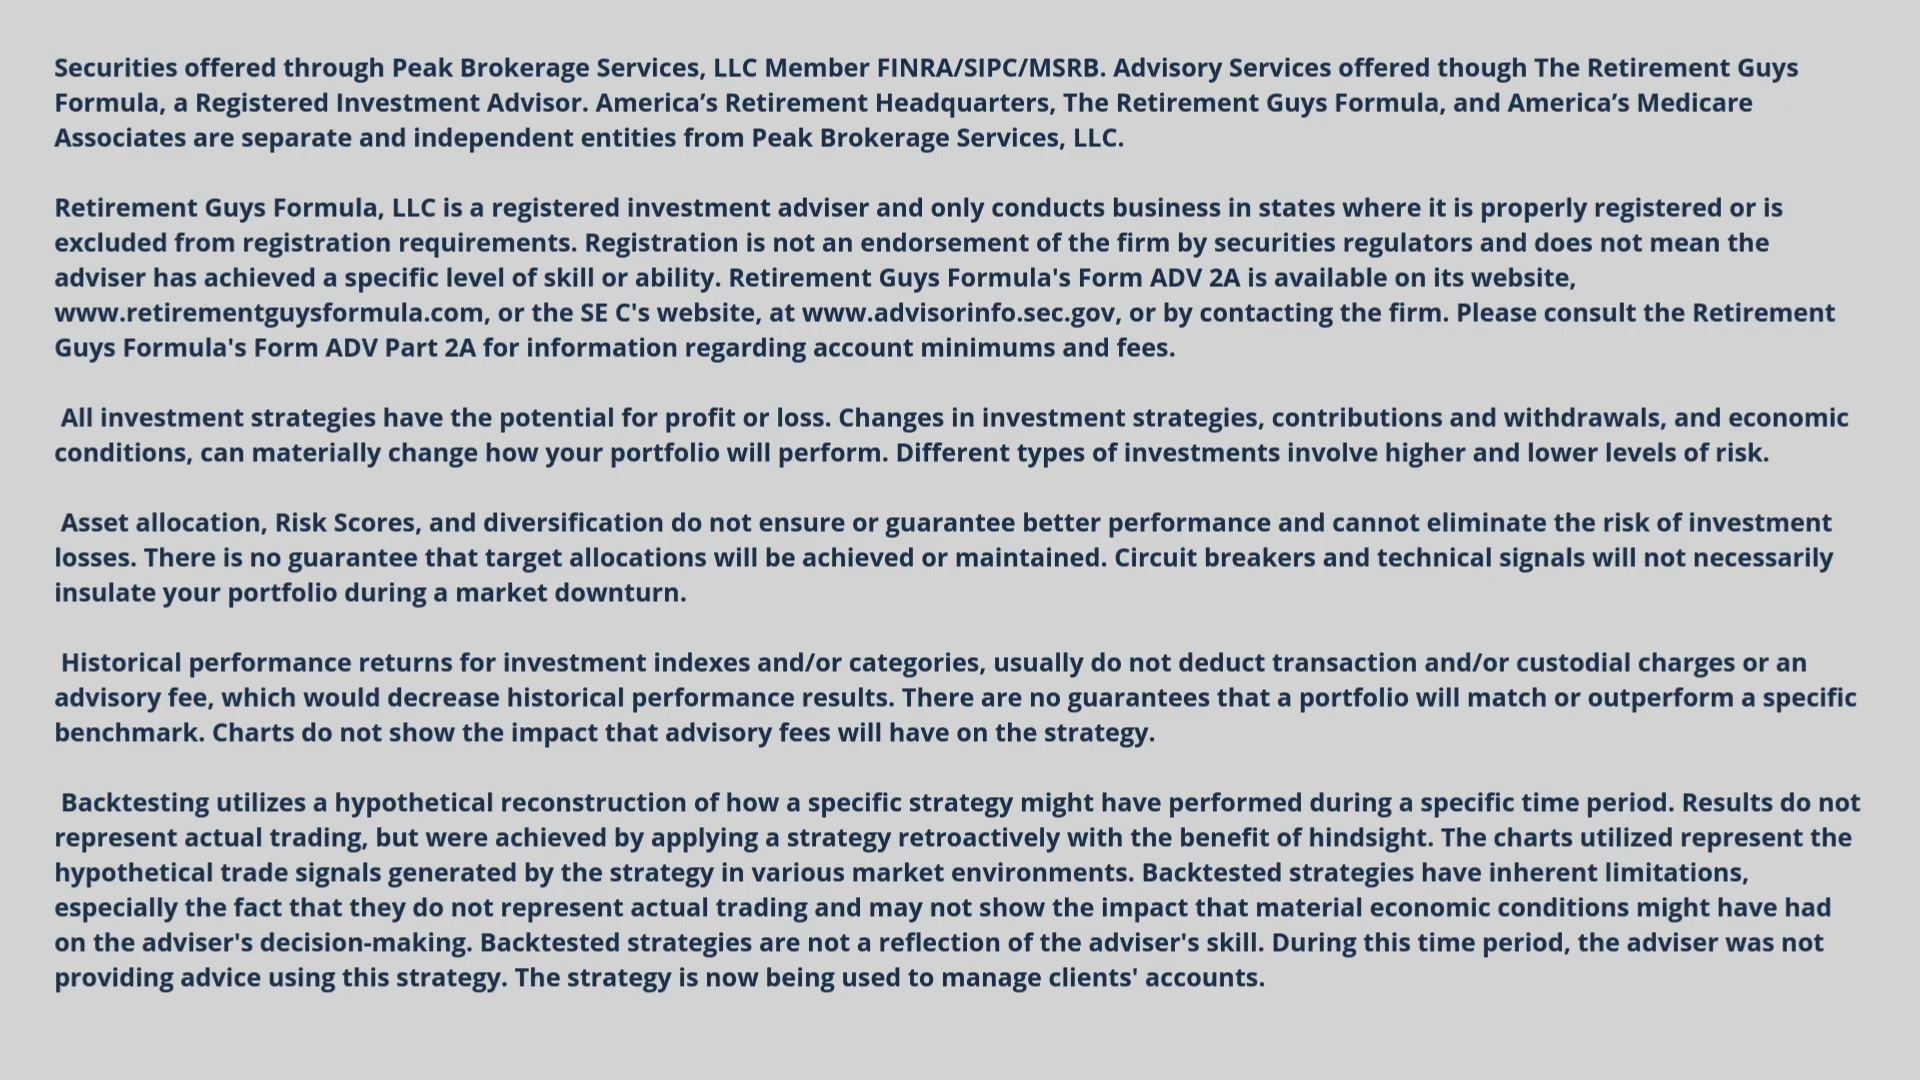 Securities offered through Peak Brokerage Services, LLC Member FINRA/SIPC/MSRB. Advisory Services offered though The Retirement Guys
Formula, a Registered Investment Advisor. America’s Retirement Headquarters, The Retirement Guys Formula, and America’s Medicare
Associates are separate and independent entities from Peak Brokerage Services, LLC.
Retirement Guys Formula, LLC is a registered investment adviser and only conducts business in states where it is properly registered or is
excluded from registration requirements. Registration is not an endorsement of the firm by securities regulators and does not mean the
adviser has achieved a specific level of skill or ability. Retirement Guys Formula's Form ADV 2A is available on its website,
www.retirementguysformula.com, or the SE C's website, at www.advisorinfo.sec.gov, or by contacting the firm. Please consult the Retirement
Guys Formula's Form ADV Part 2A for information regarding account minimums and fees.
All investment strategies have the potential for profit or loss. Changes in investment strategies, contributions and withdrawals, and economic
conditions, can materially change how your portfolio will perform. Different types of investments involve higher and lower levels of risk.
Asset allocation, Risk Scores, and diversification do not ensure or guarantee better performance and cannot eliminate the risk of investment
losses. There is no guarantee that target allocations will be achieved or maintained. Circuit breakers and technical signals will not necessarily
insulate your portfolio during a market downturn.
Historical performance returns for investment indexes and/or categories, usually do not deduct transaction and/or custodial charges or an
advisory fee, which would decrease historical performance results. There are no guarantees that a portfolio will match or outperform a specific
benchmark. Charts do not show the impact that advisory fees will have on the strategy.
Backtesting utilizes a hypothetical reconstruction of how a specific strategy might have performed during a specific time period. Results do not
represent actual trading, but were achieved by applying a strategy retroactively with the benefit of hindsight. The charts utilized represent the
hypothetical trade signals generated by the strategy in various market environments. Backtested strategies have inherent limitations,
especially the fact that they do not represent actual trading and may not show the impact that material economic conditions might have had
on the adviser's decision-making. Backtested strategies are not a reflection of the adviser's skill. During this time period, the adviser was not
providing advice using this strategy. The strategy is now being used to manage clients' accounts.